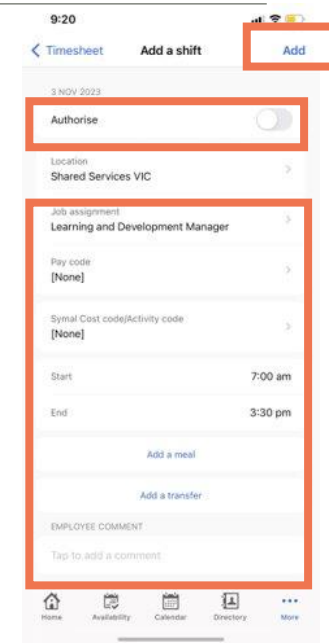 9:20
Timesheet Add a shift Add
3 NOV 2023
Authorise
Location
Shared Services VIC
Job assignment
Learning and Development Manager
Pay code
[None]
Symal Cost code/Activity code
[None]
Start 7:00 am
End 3:30 pm
Add a meal
Add a transfer
EMPLOYEE COMMENT
Tap to add a comment
Home Availability Calendar Directory More